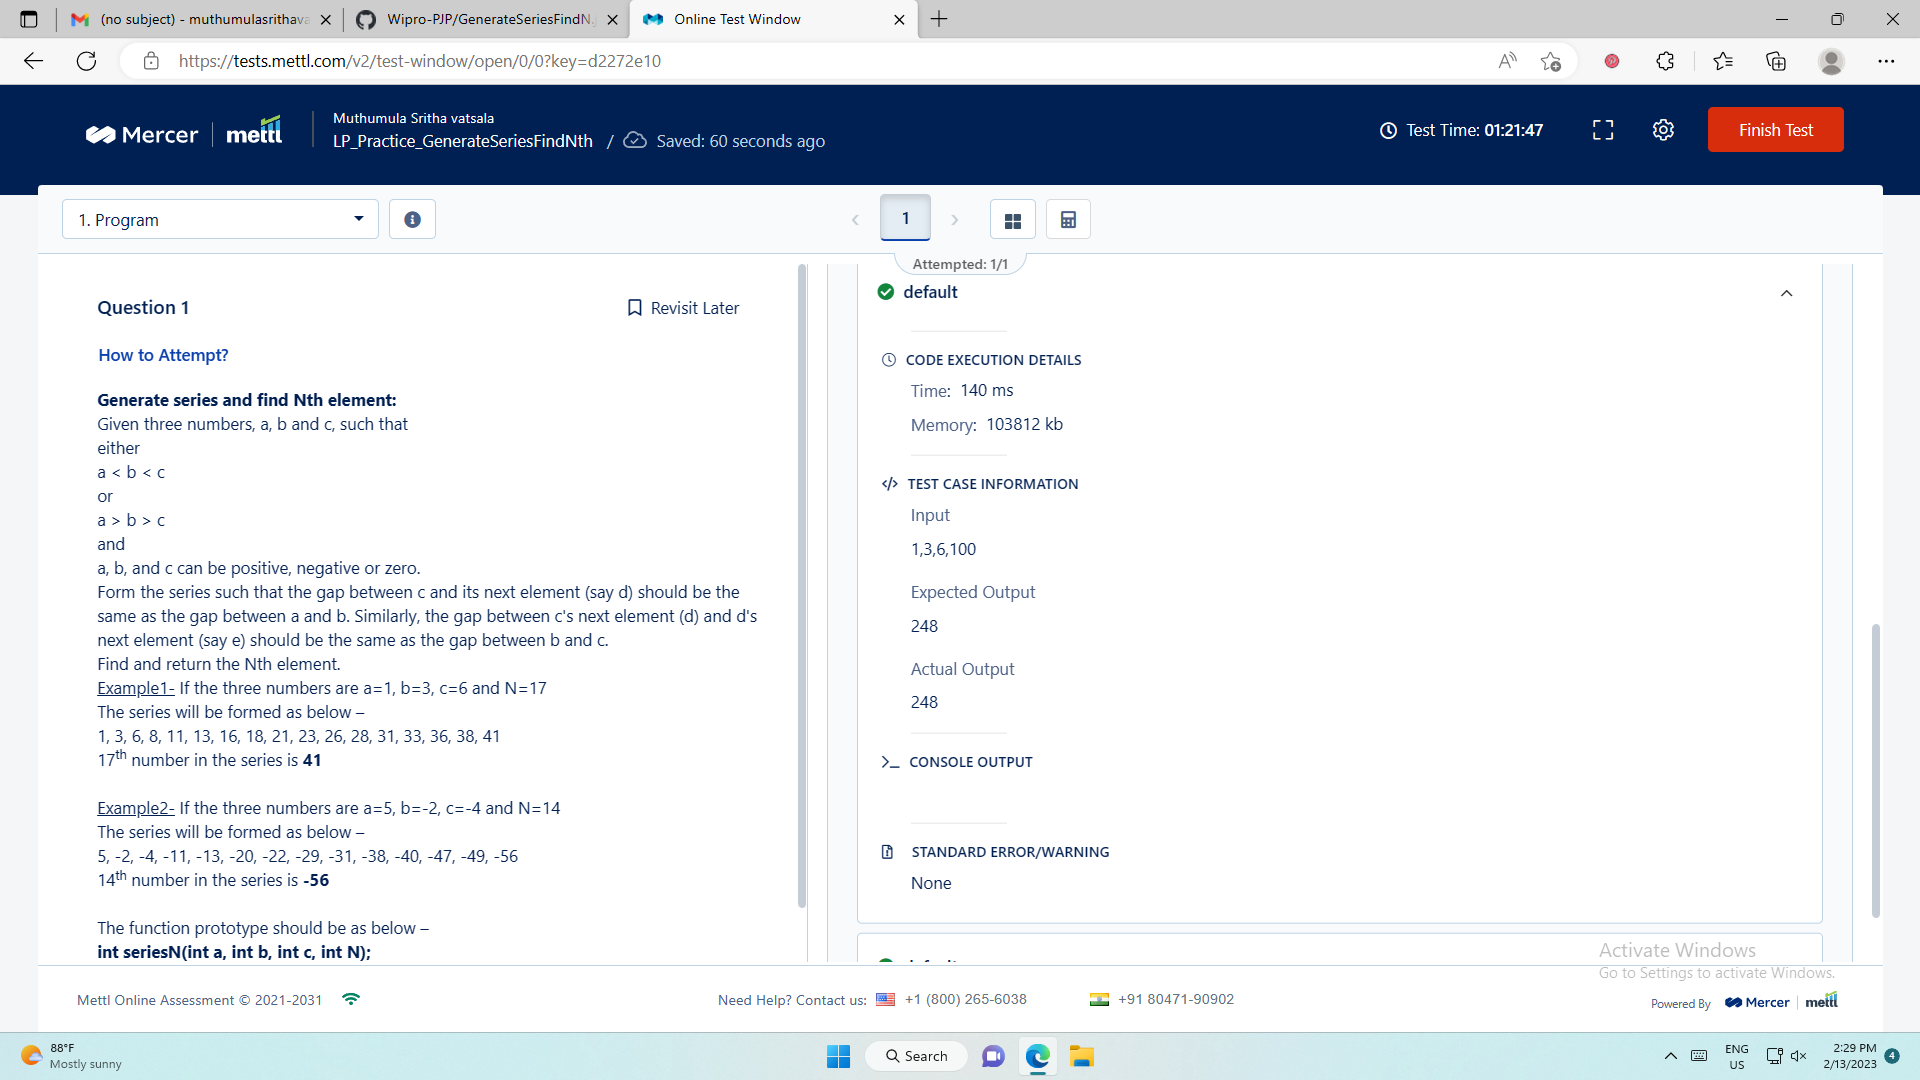 (no subject) - muthumulasrithava
Wipro-PJP/GenerateSeriesFindN.j
Online Test Window
https://tests.mettl.com/v2/test-window/open/0/0?key=d2272e10
Mercer
mettl
Muthumula Sritha vatsala
LP_Practice_GenerateSeriesFindNth / Saved: 60 seconds ago
Test Time: 01:21:47
Finish Test
1. Program
1
Attempted: 1/1
Question 1
Revisit Later
How to Attempt?
Generate series and find Nth element:
Given three numbers, a, b and c, such that
either
a < b < c
or
a > b > c
and
a, b, and c can be positive, negative or zero.
Form the series such that the gap between c and its next element (say d) should be the
same as the gap between a and b. Similarly, the gap between c's next element (d) and d's
next element (say e) should be the same as the gap between b and c.
Find and return the Nth element.
Example1- If the three numbers are a=1, b=3, c=6 and N=17
The series will be formed as below –
1, 3, 6, 8, 11, 13, 16, 18, 21, 23, 26, 28, 31, 33, 36, 38, 41
17th number in the series is 41
Example2- If the three numbers are a=5, b=-2, c=-4 and N=14
The series will be formed as below –
5, -2, -4, -11, -13, -20, -22, -29, -31, -38, -40, -47, -49, -56
14th number in the series is -56
The function prototype should be as below –
int seriesN(int a, int b, int c, int N);
default
CODE EXECUTION DETAILS
Time: 140 ms
Memory: 103812 kb
TEST CASE INFORMATION
Input
1,3,6,100
Expected Output
248
Actual Output
248
CONSOLE OUTPUT
STANDARD ERROR/WARNING
None
Activate Windows
Go to Settings to activate Windows.
Mettl Online Assessment © 2021-2031
Need Help? Contact us: +1 (800) 265-6038
+91 80471-90902
Powered By Mercer mettl
88°F
Mostly sunny
Search
ENG
US
2:29 PM
2/13/2023
4